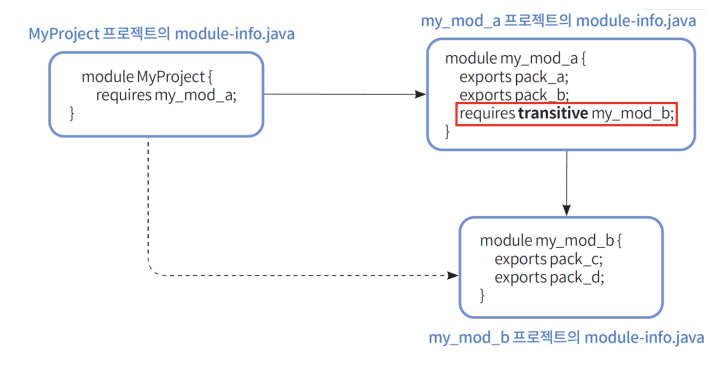 MyProject 프로젝트의 module-info.java
module MyProject {
requires my_mod_a;
}
my_mod_a 프로젝트의 module-info.java
module my_mod_a {
exports pack_a;
exports pack_b;
requires transitive my_mod_b;
}
module my_mod_b {
exports pack_c;
exports pack_d;
}
my_mod_b 프로젝트의 module-info.java